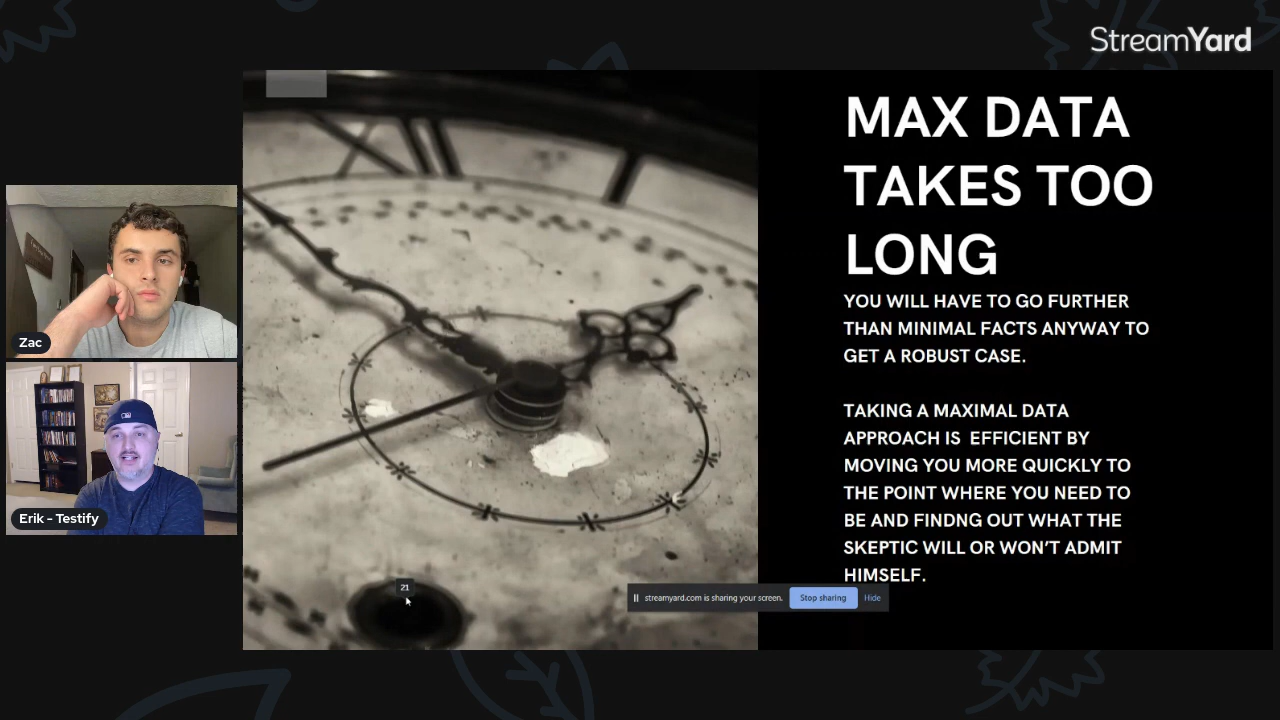 StreamYard
MAX DATA
TAKES TOO
LONG
YOU WILL HAVE TO GO FURTHER
THAN MINIMAL FACTS ANYWAY TO
GET A ROBUST CASE.
TAKING A MAXIMAL DATA
APPROACH IS  EFFICIENT BY
MOVING YOU MORE QUICKLY TO
THE POINT WHERE YOU NEED TO
BE AND FINDNG OUT WHAT THE
SKEPTIC WILL OR WON'T ADMIT
HIMSELF.
Zac
Erik - Testify
21
streamyard.com is sharing your screen.
Stop sharing
Hide